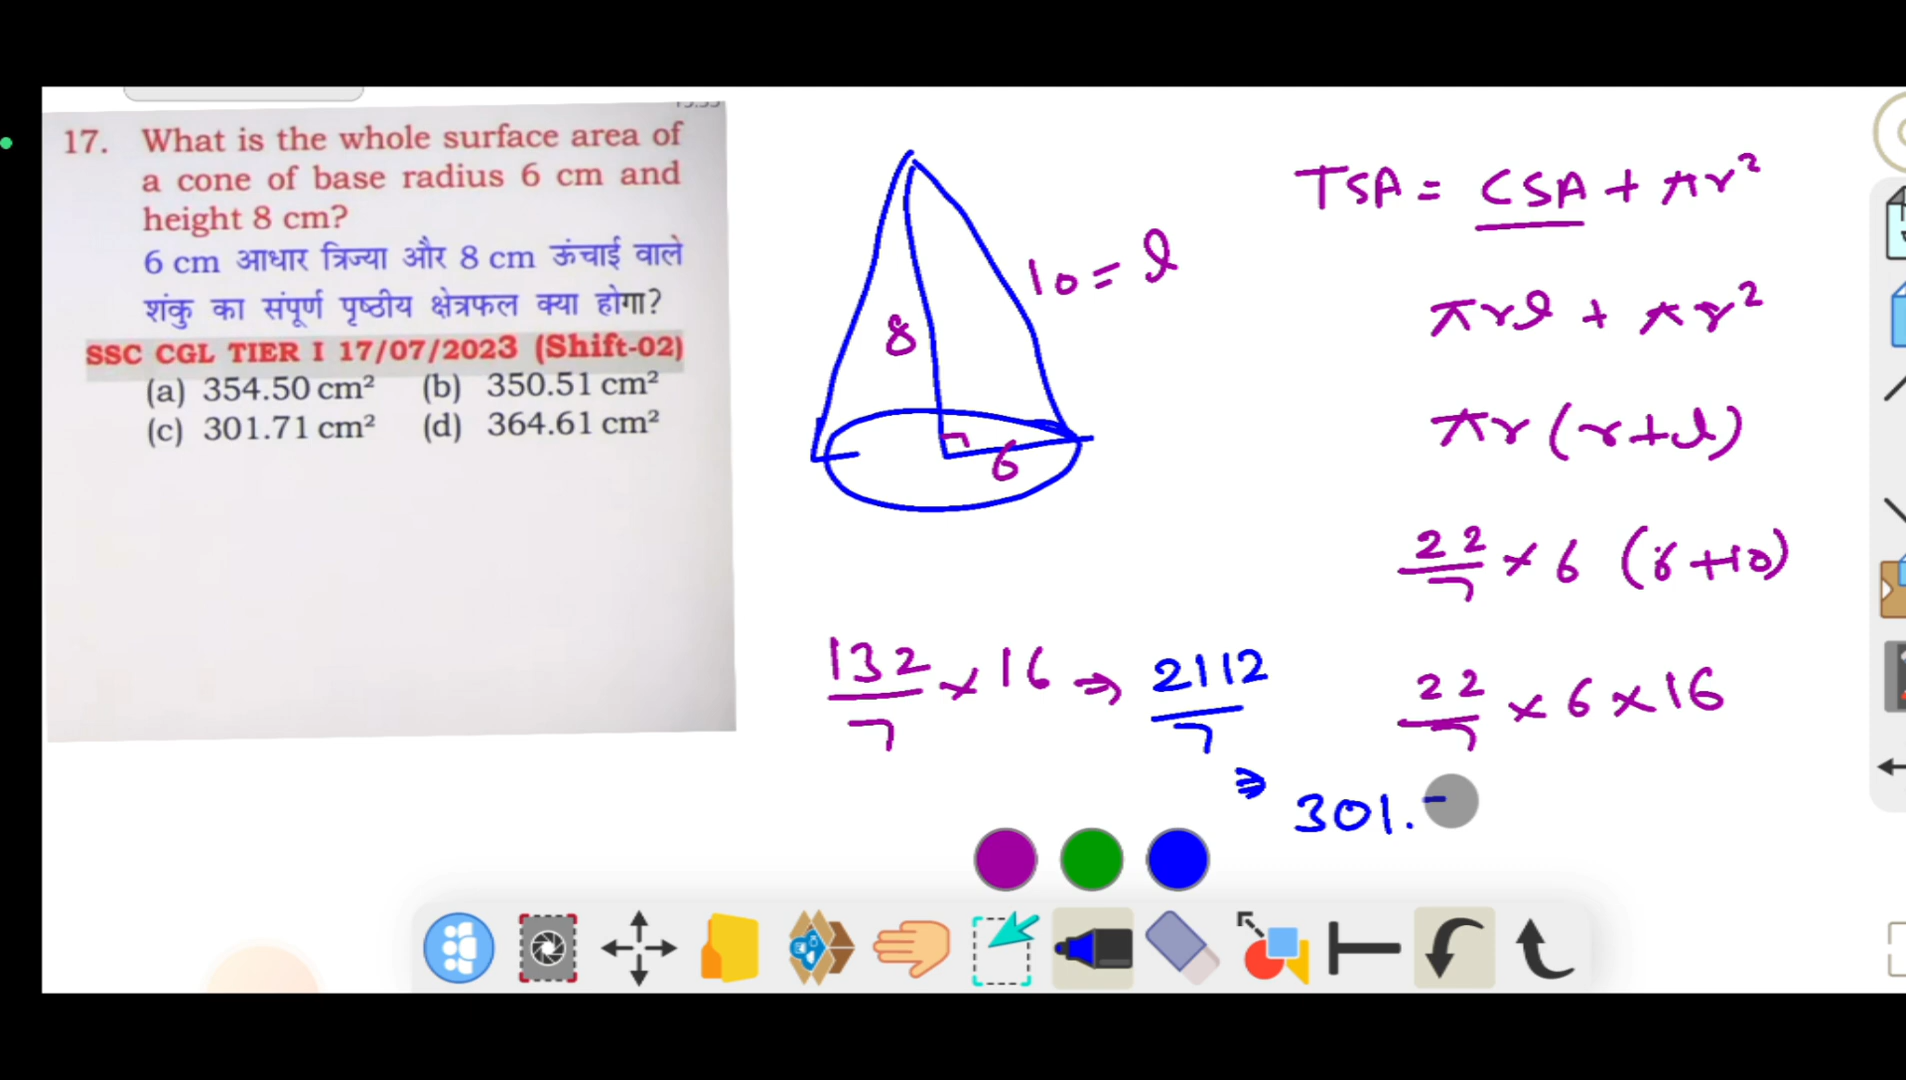 17. What is the whole surface area of
a cone of base radius 6 cm and
height 8 cm?
6 cm आधार त्रिज्या और 8 cm ऊंचाई वाले
शंकु का संपूर्ण पृष्ठीय क्षेत्रफल क्या होगा?
SSC CGL TIER I 17/07/2023 (Shift-02)
(a) 354.50 cm² (b) 350.51 cm²
(c) 301.71 cm² (d) 364.61 cm²
8
6
10 = l
TSA = CSA + πr²
πrl + πr²
πr (r+l)
22/7 × 6 (6+10)
22/7 × 6 × 16
132/7 × 16 ⇒ 2112/7
⇒ 301.